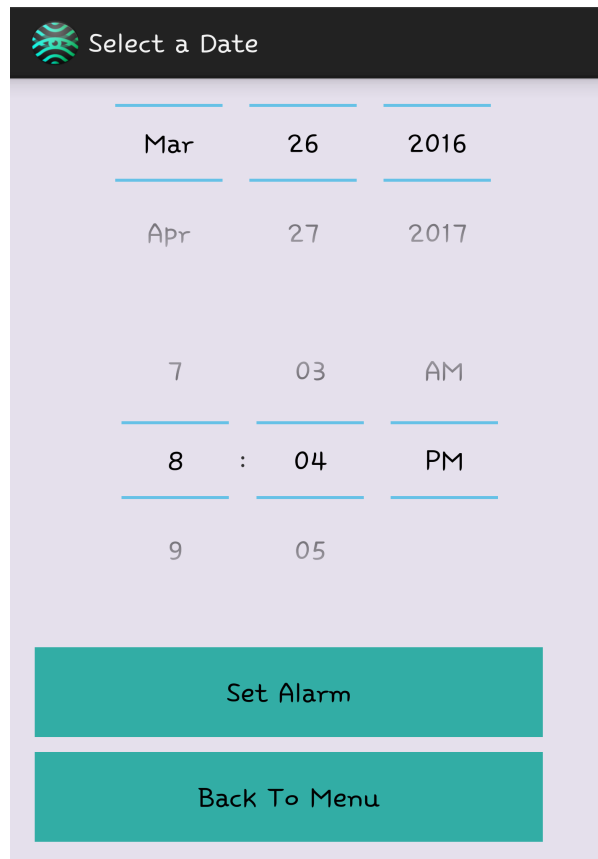 Select a Date
Mar 26 2016
Apr 27 2017
7 03 AM
8 : 04 PM
9 05
Set Alarm
Back To Menu